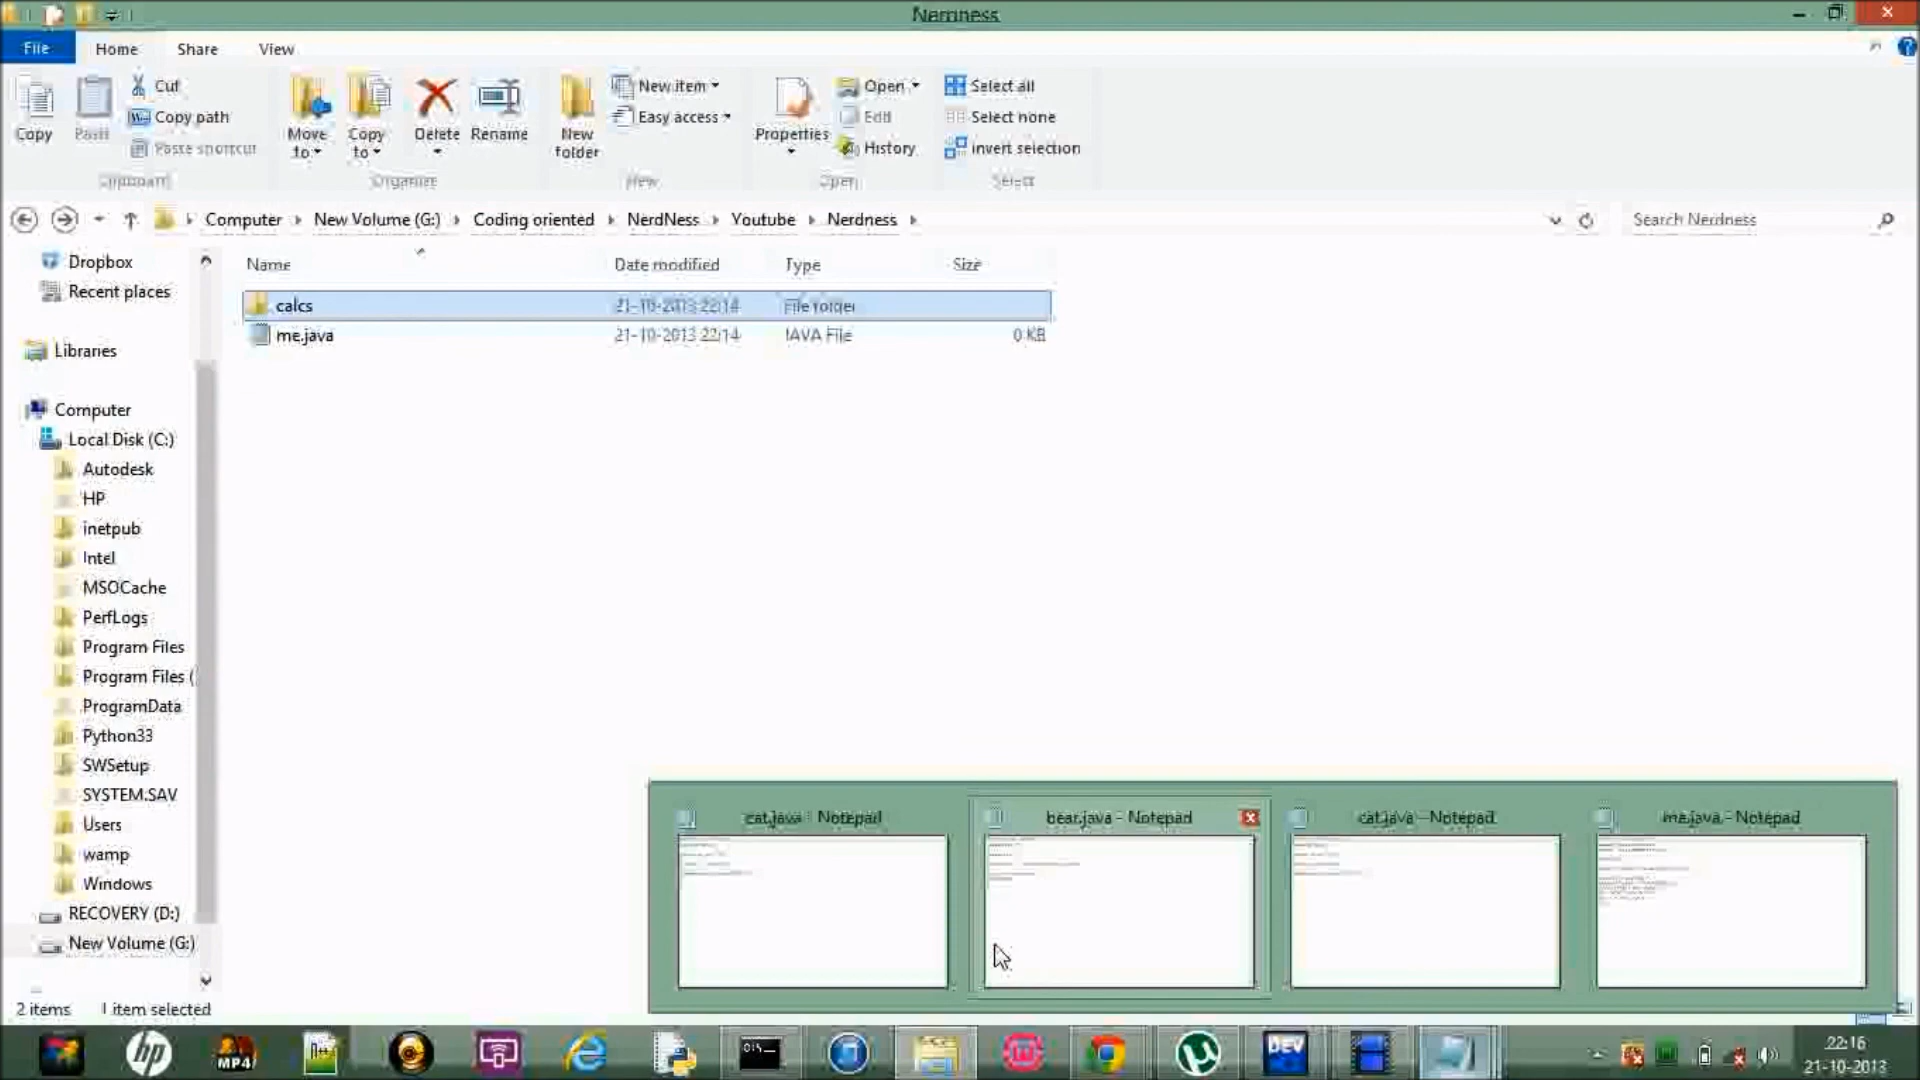 Nerdness
File Home Share View
Cut
Copy path
Paste shortcut
Copy
Paste
Move to
Copy to
Delete
Rename
New folder
New item
Easy access
Properties
Open
Edit
History
Select all
Select none
Invert selection
Clipboard Organize New Open Select
Computer New Volume (G:) Coding oriented NerdNess Youtube Nerdness
Search Nerdness
Name Date modified Type Size
calcs 21-10-2013 22:14 File folder
me.java 21-10-2013 22:14 JAVA File 0 KB
Dropbox
Recent places
Libraries
Computer
Local Disk (C:)
Autodesk
HP
inetpub
Intel
MSOCache
PerfLogs
Program Files
Program Files (
ProgramData
Python33
SWSetup
SYSTEM.SAV
Users
wamp
Windows
RECOVERY (D:)
New Volume (G:)
cat.java - Notepad
bear.java - Notepad
cat.java - Notepad
me.java - Notepad
2 items 1 item selected
hp
MP4
DEV
22:16
21-10-2013